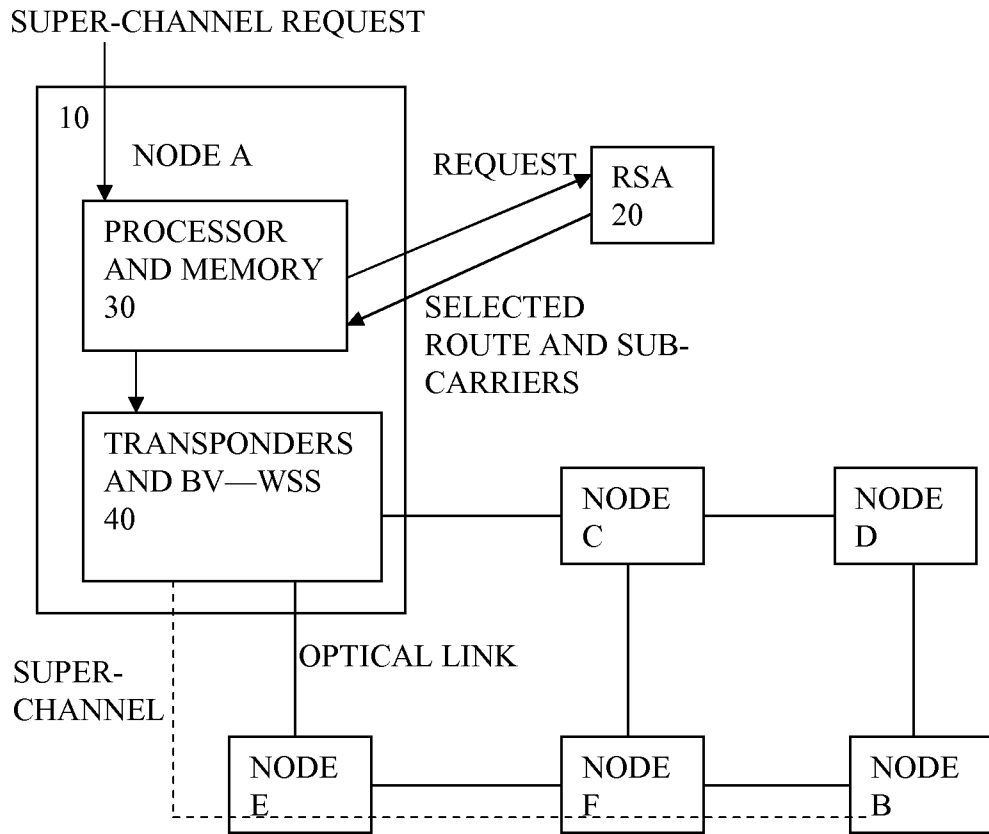 SUPER-CHANNEL REQUEST
10
NODE A
REQUEST
RSA
20
PROCESSOR
AND MEMORY
30
SELECTED
ROUTE AND SUB-
CARRIERS
TRANSPONDERS
AND BV—WSS
40
NODE
C
NODE
D
OPTICAL LINK
SUPER-
CHANNEL
NODE
E
NODE
F
NODE
B